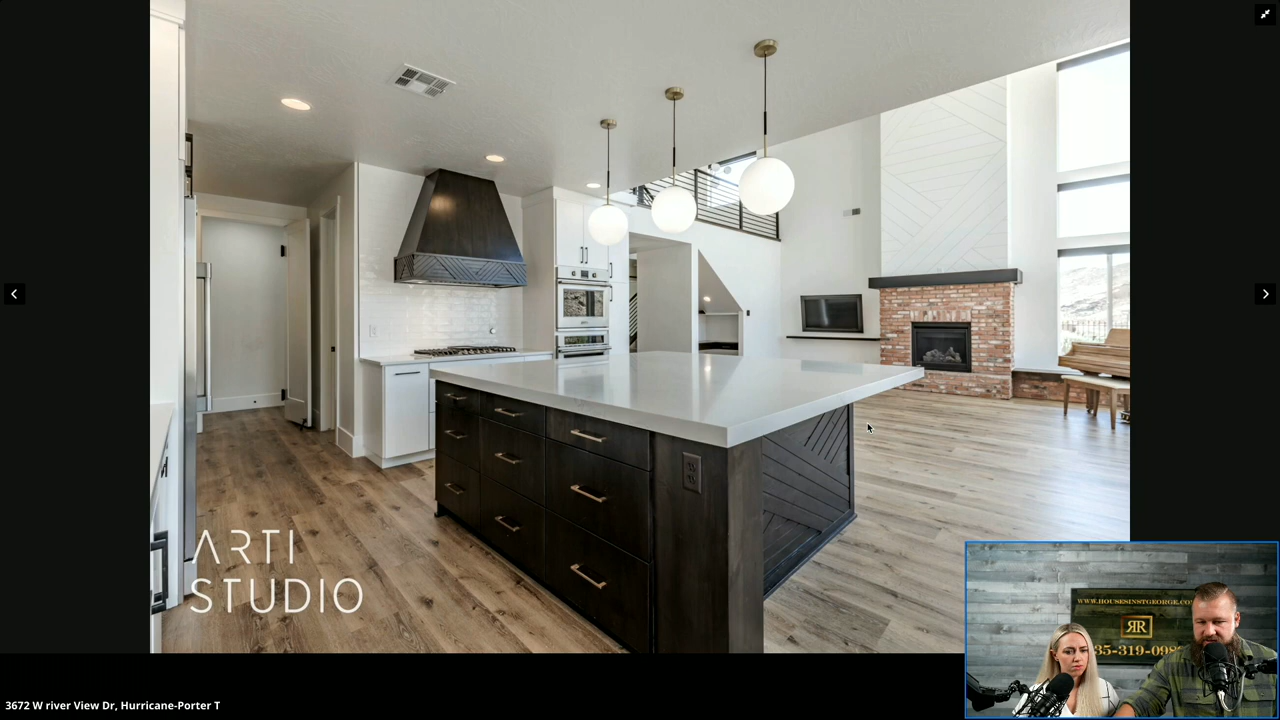 ARTI
STUDIO
WWW.HOUSESINSTGEORGE.CO
RR
35-319-098
3672 W river View Dr, Hurricane-Porter T